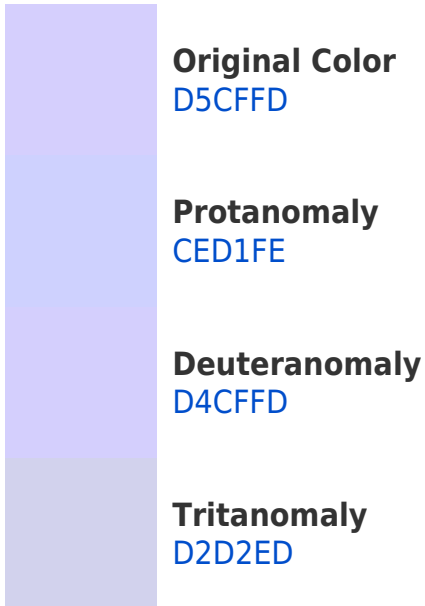 Original Color
D5CFFD
Protanomaly
CED1FE
Deuteranomaly
D4CFFD
Tritanomaly
D2D2ED